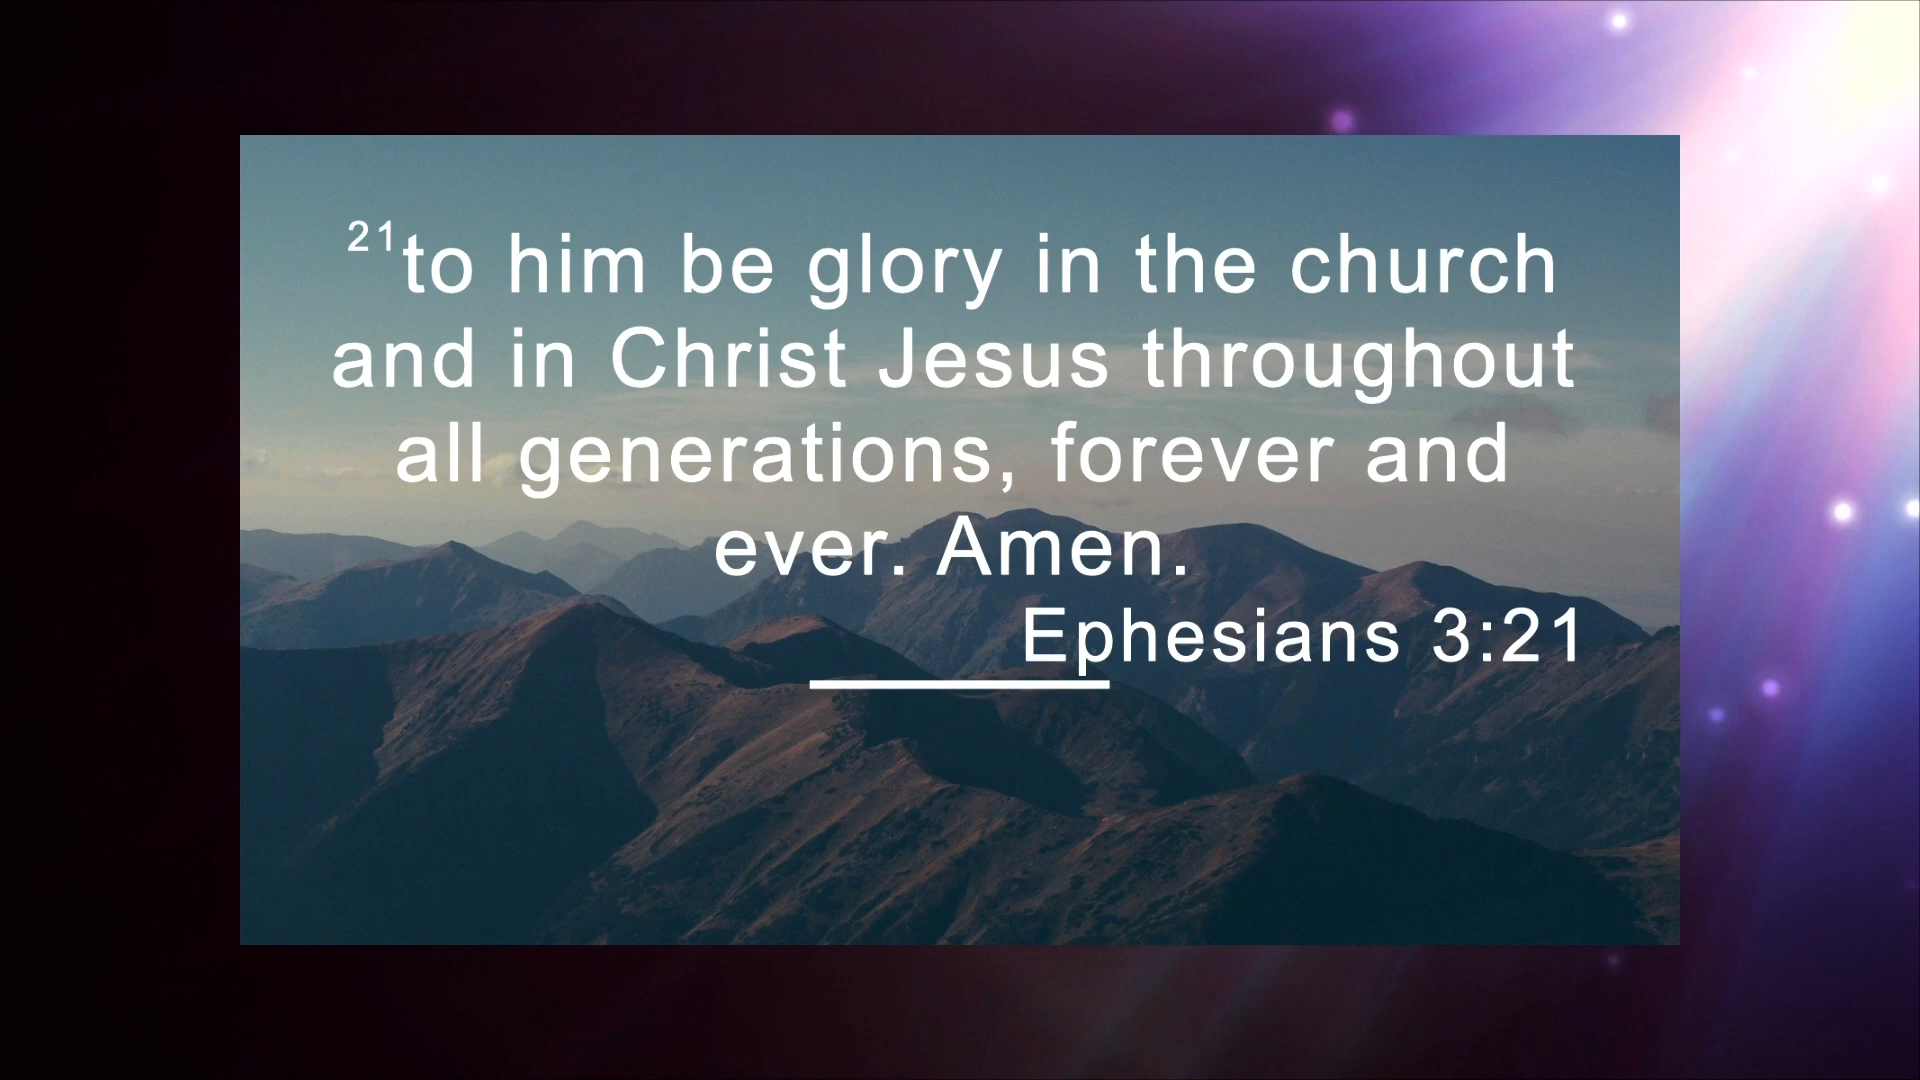 21to him be glory in the church
and in Christ Jesus throughout
all generations, forever and
ever. Amen.
Ephesians 3:21